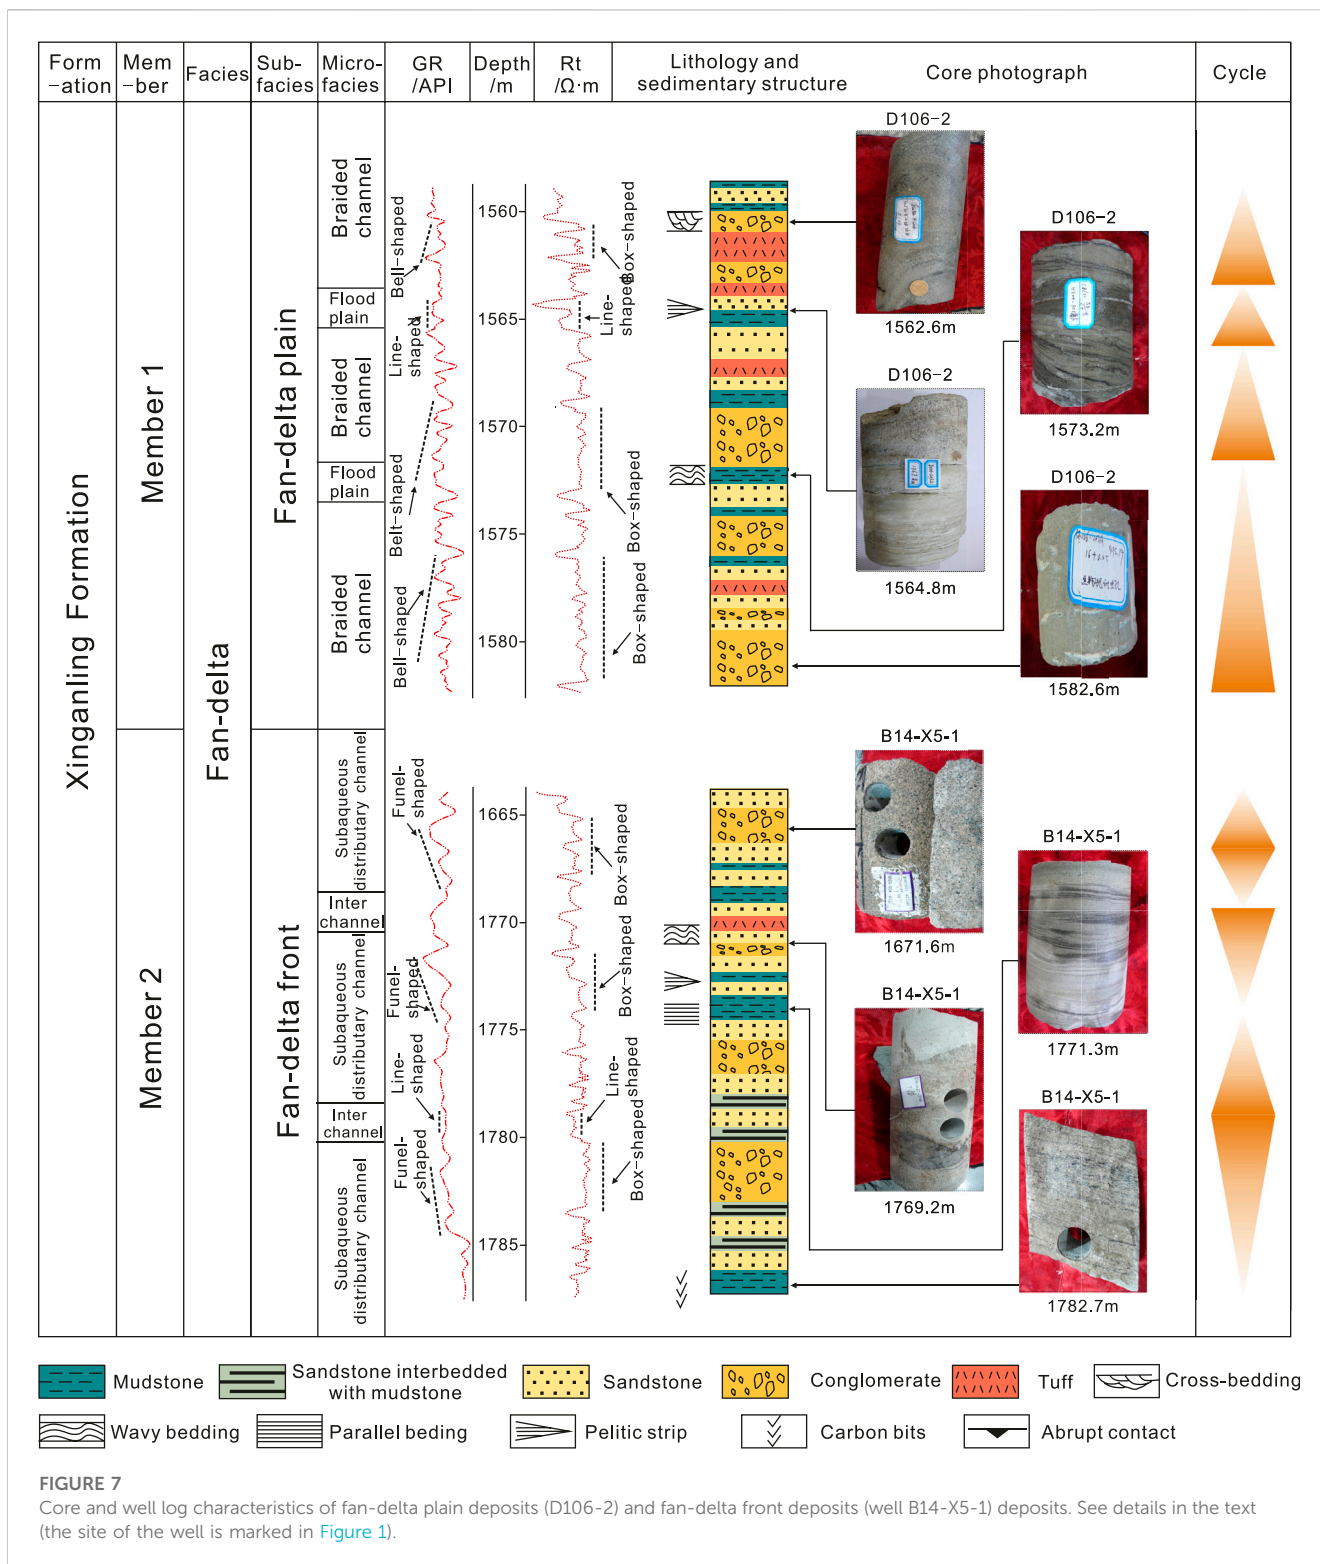 Form
-ation
Mem
-ber
Facies
Sub-
facies
Micro-
facies
GR
/API
Depth
/m
Rt
/Ω·m
Lithology and
sedimentary structure
Core photograph
Cycle
Xinganling Formation
Member 1
Member 2
Fan-delta
Fan-delta plain
Fan-delta front
Braided
channel
Flood
plain
Braided
channel
Flood
plain
Braided
channel
Subaqueous
distributary channel
Inter
channel
Subaqueous
distributary channel
Inter
channel
Subaqueous
distributary channel
Bell-shaped
Line-
shaped
Belt-shaped
Bell-shaped
Funel-
shaped
Funel-
shaped
Line-
shaped
Funel-
shaped
1560
1565
1570
1575
1580
1665
1770
1775
1780
1785
Box-shaped
Line-
shaped
Box-shaped
Box-shaped
Box-shaped
Box-shaped
Line-
shaped
Box-shaped
D106-2
1562.6m
D106-2
1573.2m
D106-2
1564.8m
D106-2
1582.6m
B14-X5-1
1671.6m
B14-X5-1
1771.3m
B14-X5-1
1769.2m
B14-X5-1
1782.7m
Mudstone
Sandstone interbedded
with mudstone
Sandstone
Conglomerate
Tuff
Cross-bedding
Wavy bedding
Parallel beding
Pelitic strip
Carbon bits
Abrupt contact
FIGURE 7
Core and well log characteristics of fan-delta plain deposits (D106-2) and fan-delta front deposits (well B14-X5-1) deposits. See details in the text
(the site of the well is marked in Figure 1).